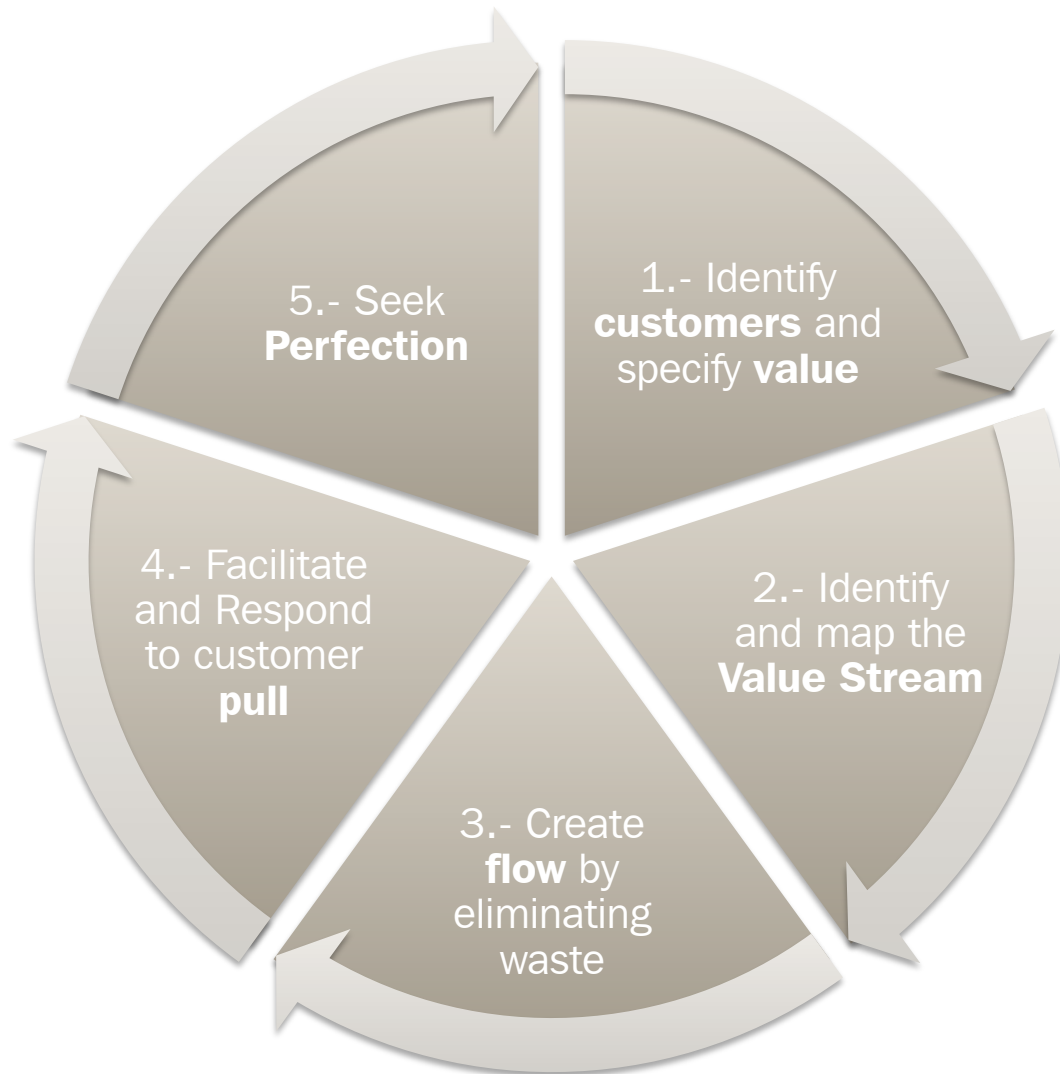 1.- Identify
customers and
specify value
2.- Identify
and map the
Value Stream
3.- Create
flow by
eliminating
waste
4.- Facilitate
and Respond
to customer
pull
5.- Seek
Perfection